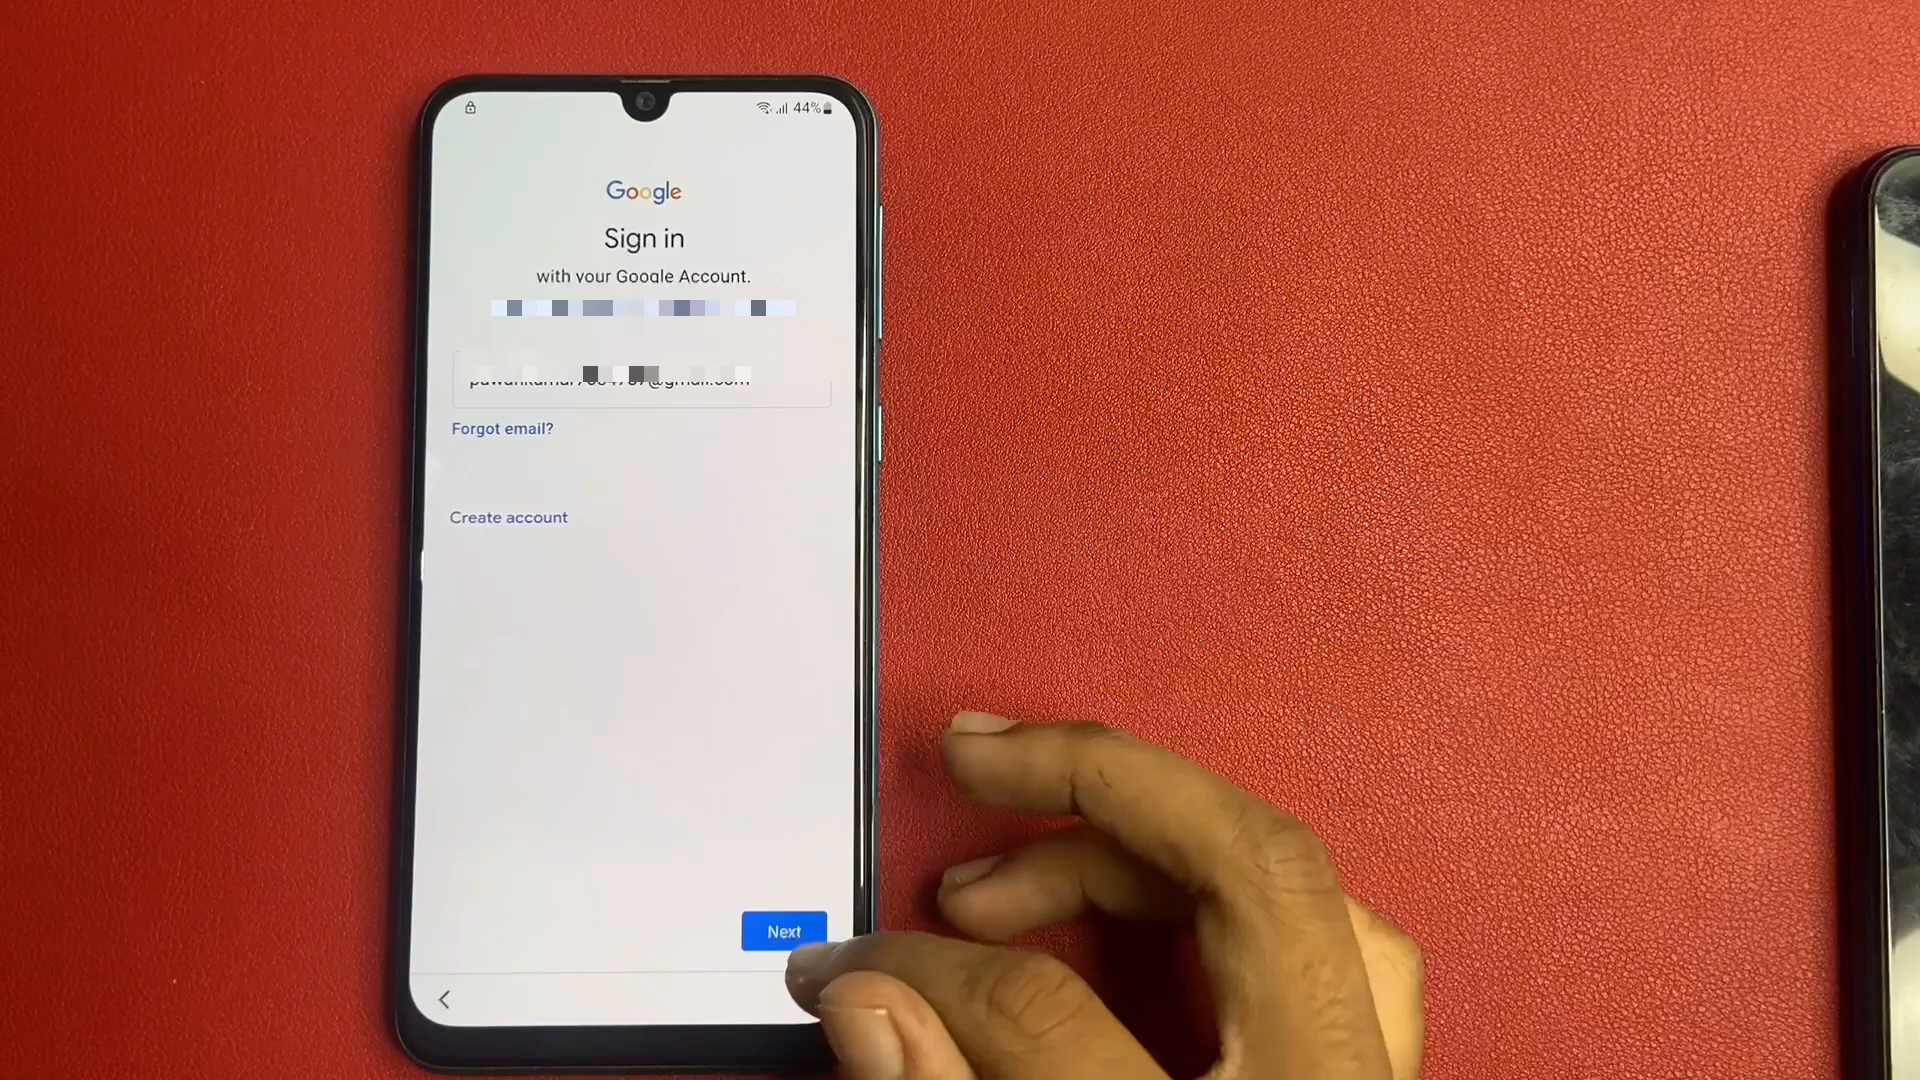 44%
Google
Sign in
with your Google Account.
Forgot email?
Create account
Next